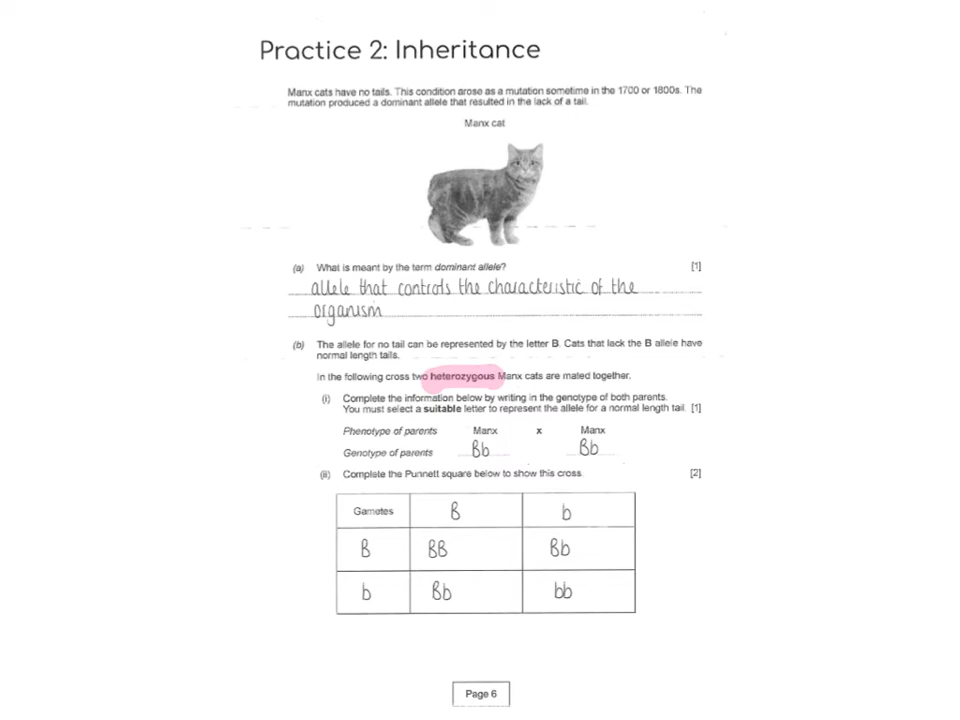 Practice 2: Inheritance
Manx cats have no tails. This condition arose as a mutation sometime in the 1700 or 1800s. The
mutation produced a dominant allele that resulted in the lack of a tail.
Manx cat
(a) What is meant by the term dominant allele? [1]
allele that controls the characteristic of the
organism
(b) The allele for no tail can be represented by the letter B. Cats that lack the B allele have
normal length tails.
In the following cross two heterozygous Manx cats are mated together.
(i) Complete the information below by writing in the genotype of both parents.
You must select a suitable letter to represent the allele for a normal length tail. [1]
Phenotype of parents Manx x Manx
Genotype of parents Bb Bb
(ii) Complete the Punnett square below to show this cross. [2]
Gametes B b
B BB Bb
b Bb bb
Page 6